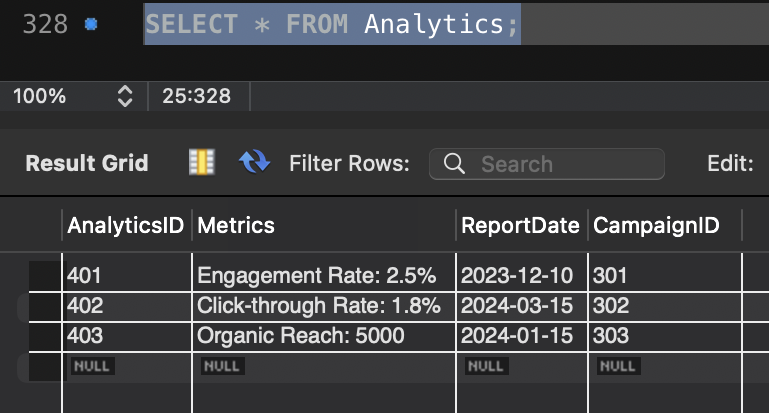 328 SELECT * FROM Analytics;
100% 25:328
Result Grid Filter Rows: Search Edit:
AnalyticsID Metrics ReportDate CampaignID
401 Engagement Rate: 2.5% 2023-12-10 301
402 Click-through Rate: 1.8% 2024-03-15 302
403 Organic Reach: 5000 2024-01-15 303
NULL NULL NULL NULL